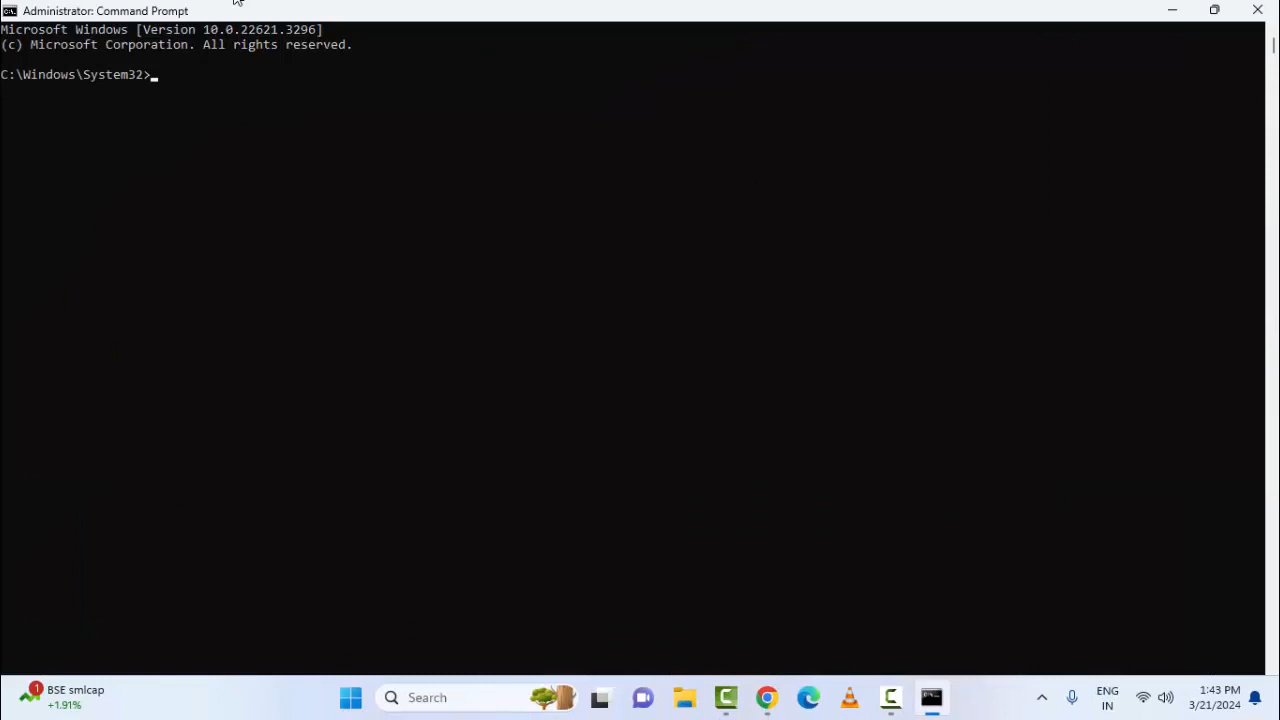 Administrator: Command Prompt
Microsoft Windows [Version 10.0.22621.3296]
(c) Microsoft Corporation. All rights reserved.
C:\Windows\System32>
1
BSE smlcap
+1.91%
Search
ENG
IN
1:43 PM
3/21/2024